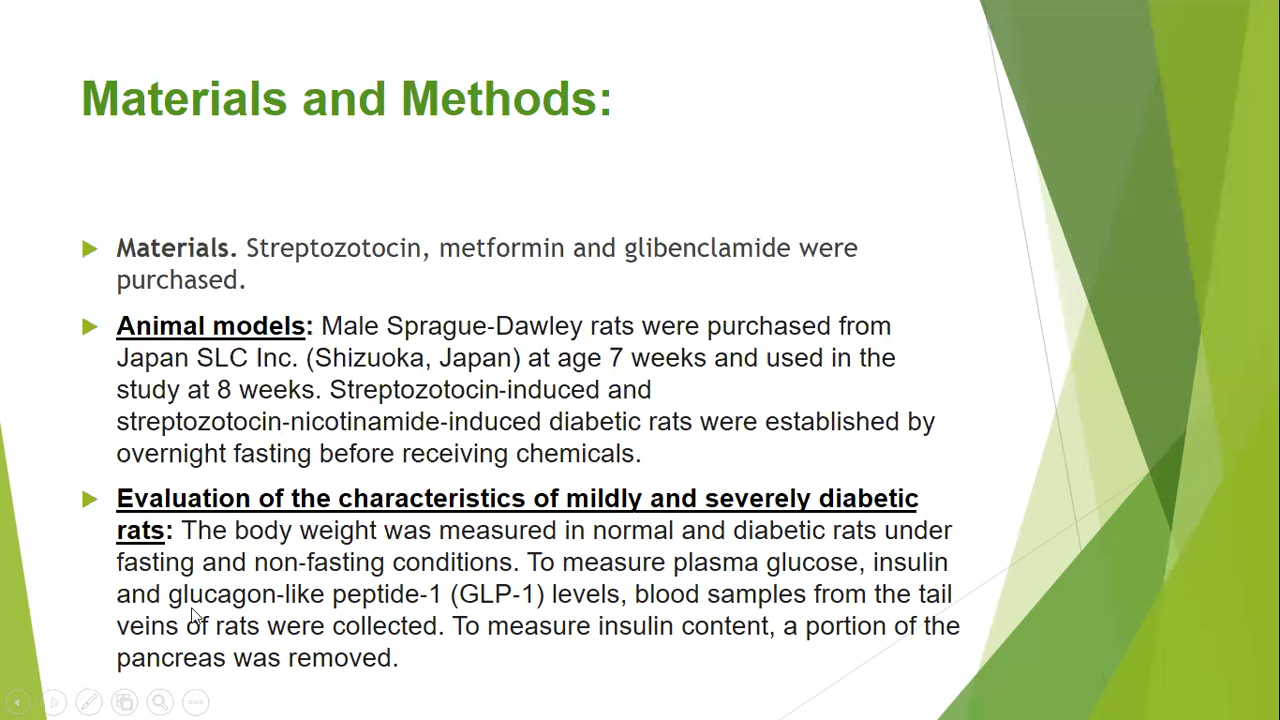 Materials and Methods:
Materials. Streptozotocin, metformin and glibenclamide were
purchased.
Animal models: Male Sprague-Dawley rats were purchased from
Japan SLC Inc. (Shizuoka, Japan) at age 7 weeks and used in the
study at 8 weeks. Streptozotocin-induced and
streptozotocin-nicotinamide-induced diabetic rats were established by
overnight fasting before receiving chemicals.
Evaluation of the characteristics of mildly and severely diabetic
rats: The body weight was measured in normal and diabetic rats under
fasting and non-fasting conditions. To measure plasma glucose, insulin
and glucagon-like peptide-1 (GLP-1) levels, blood samples from the tail
veins of rats were collected. To measure insulin content, a portion of the
pancreas was removed.